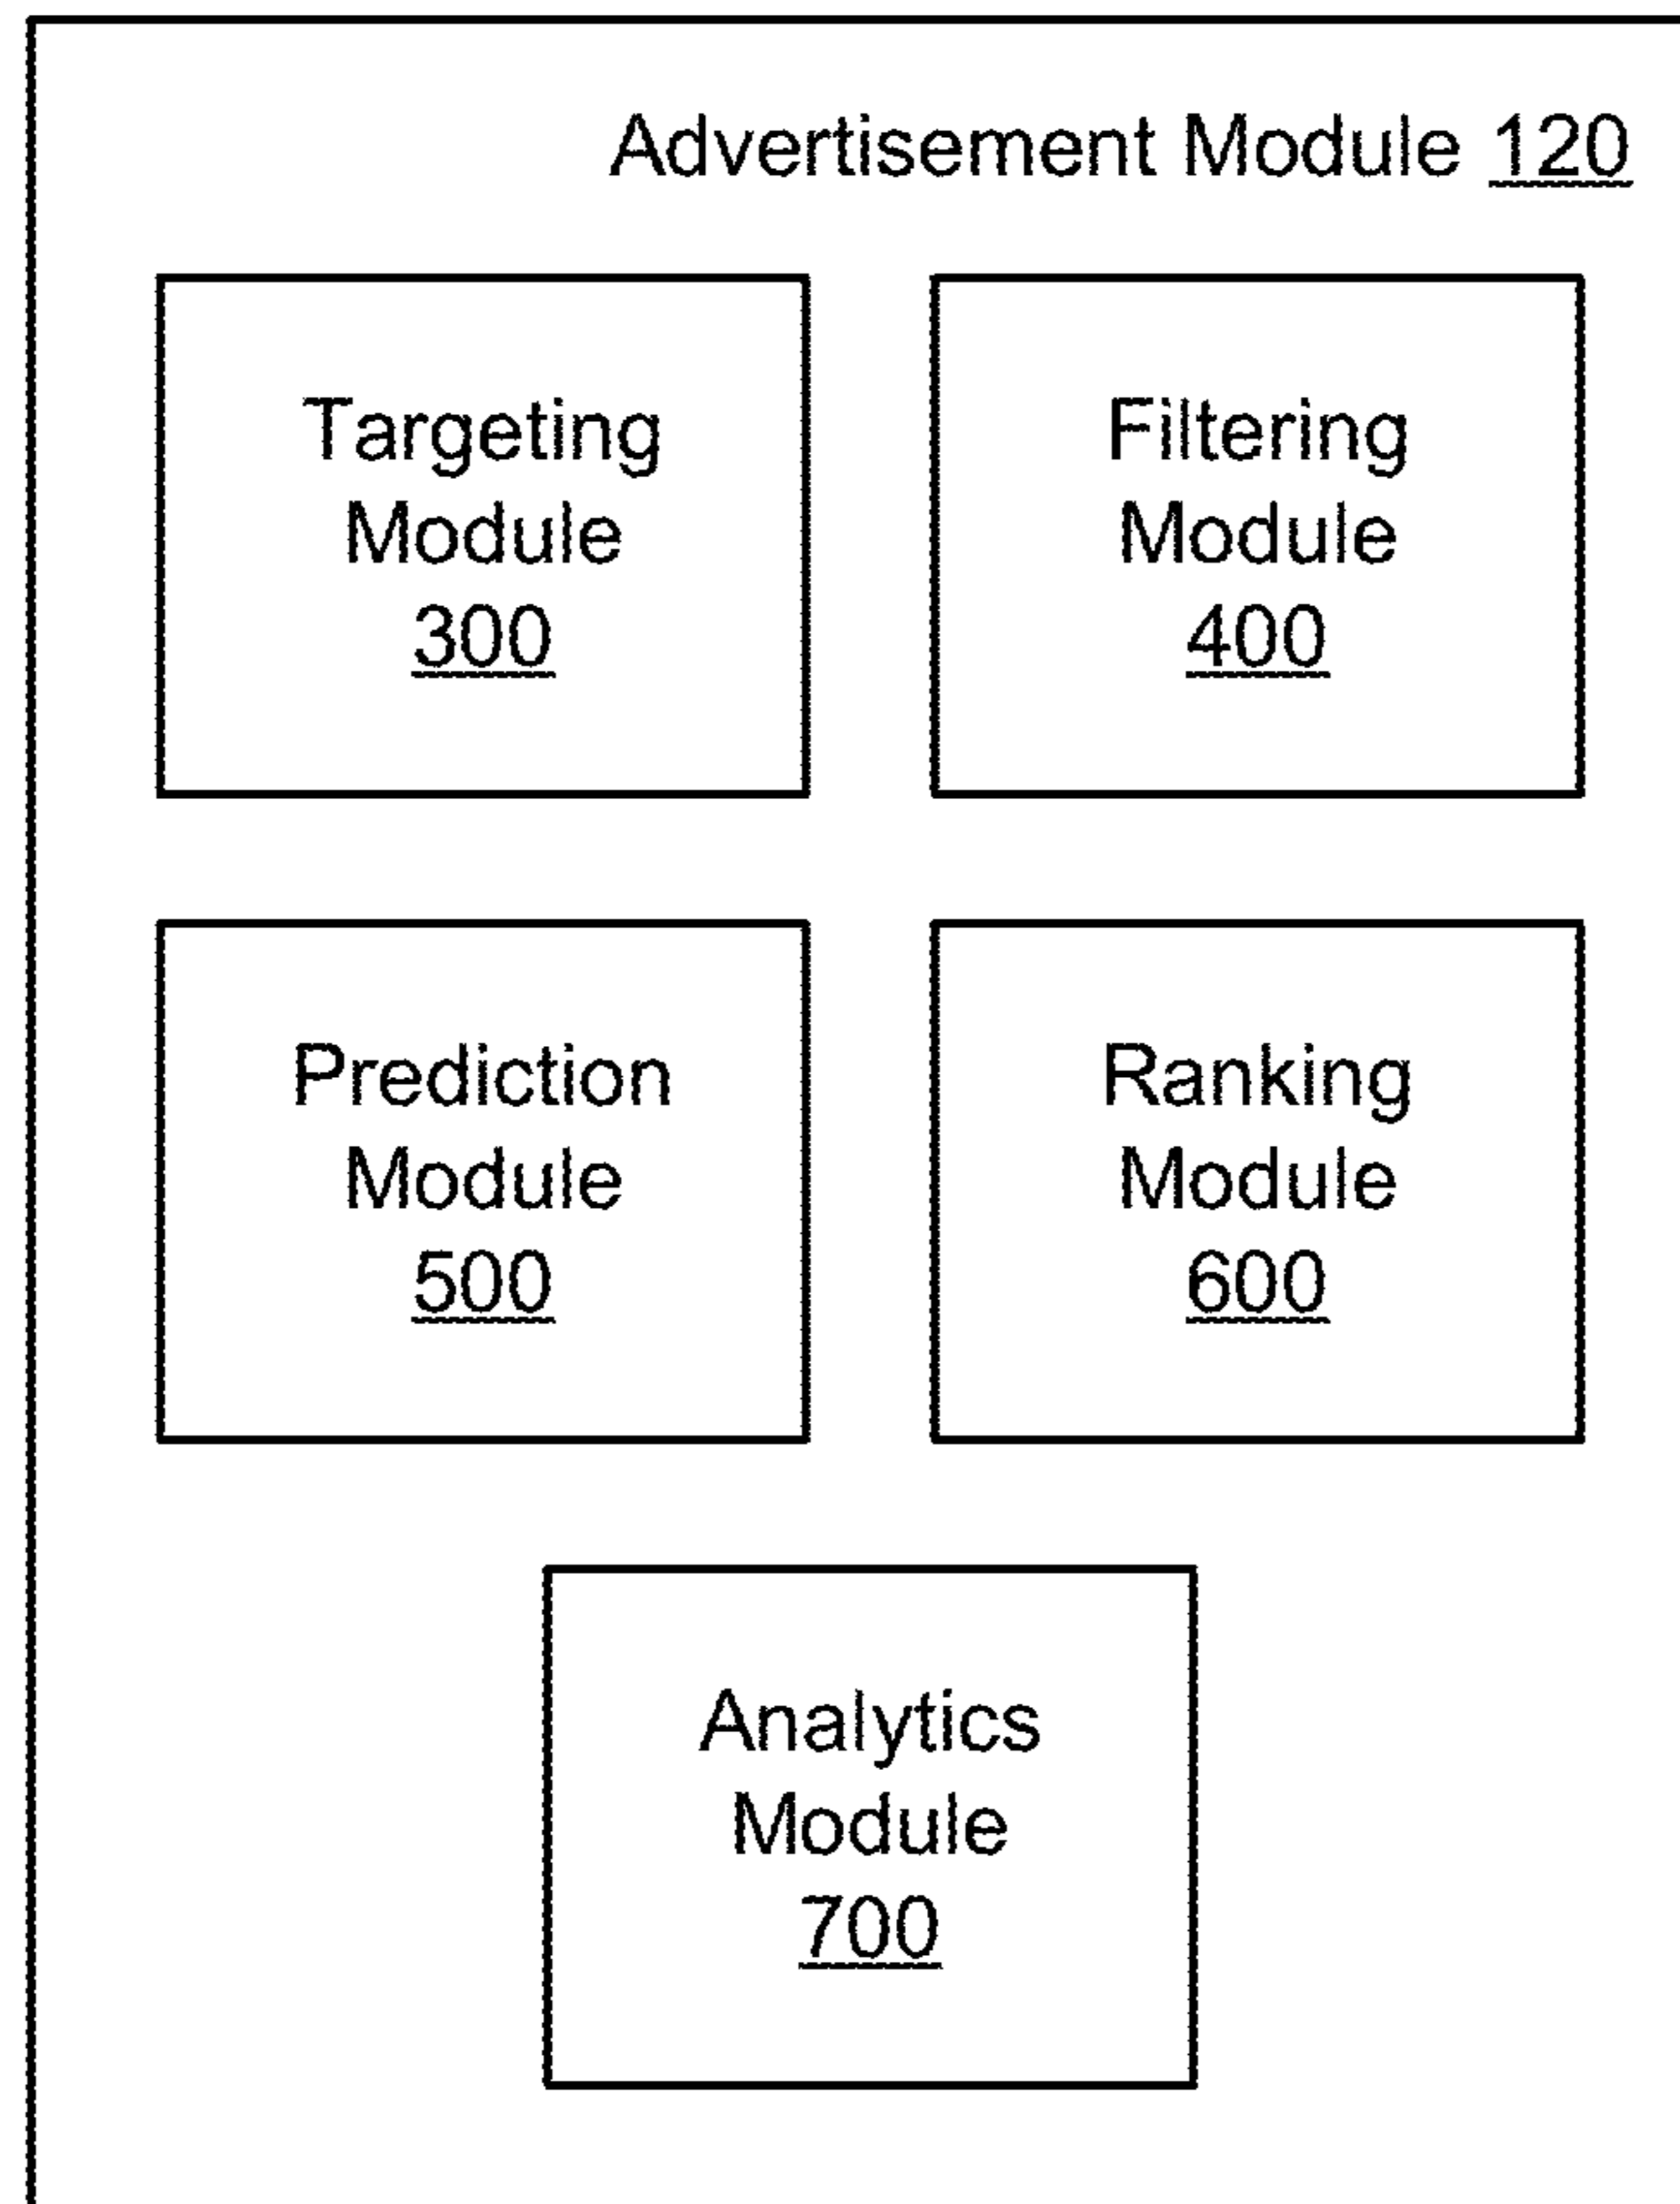 Advertisement Module 120
Targeting
Module
300
Filtering
Module
400
Prediction
Module
500
Ranking
Module
600
Analytics
Module
700